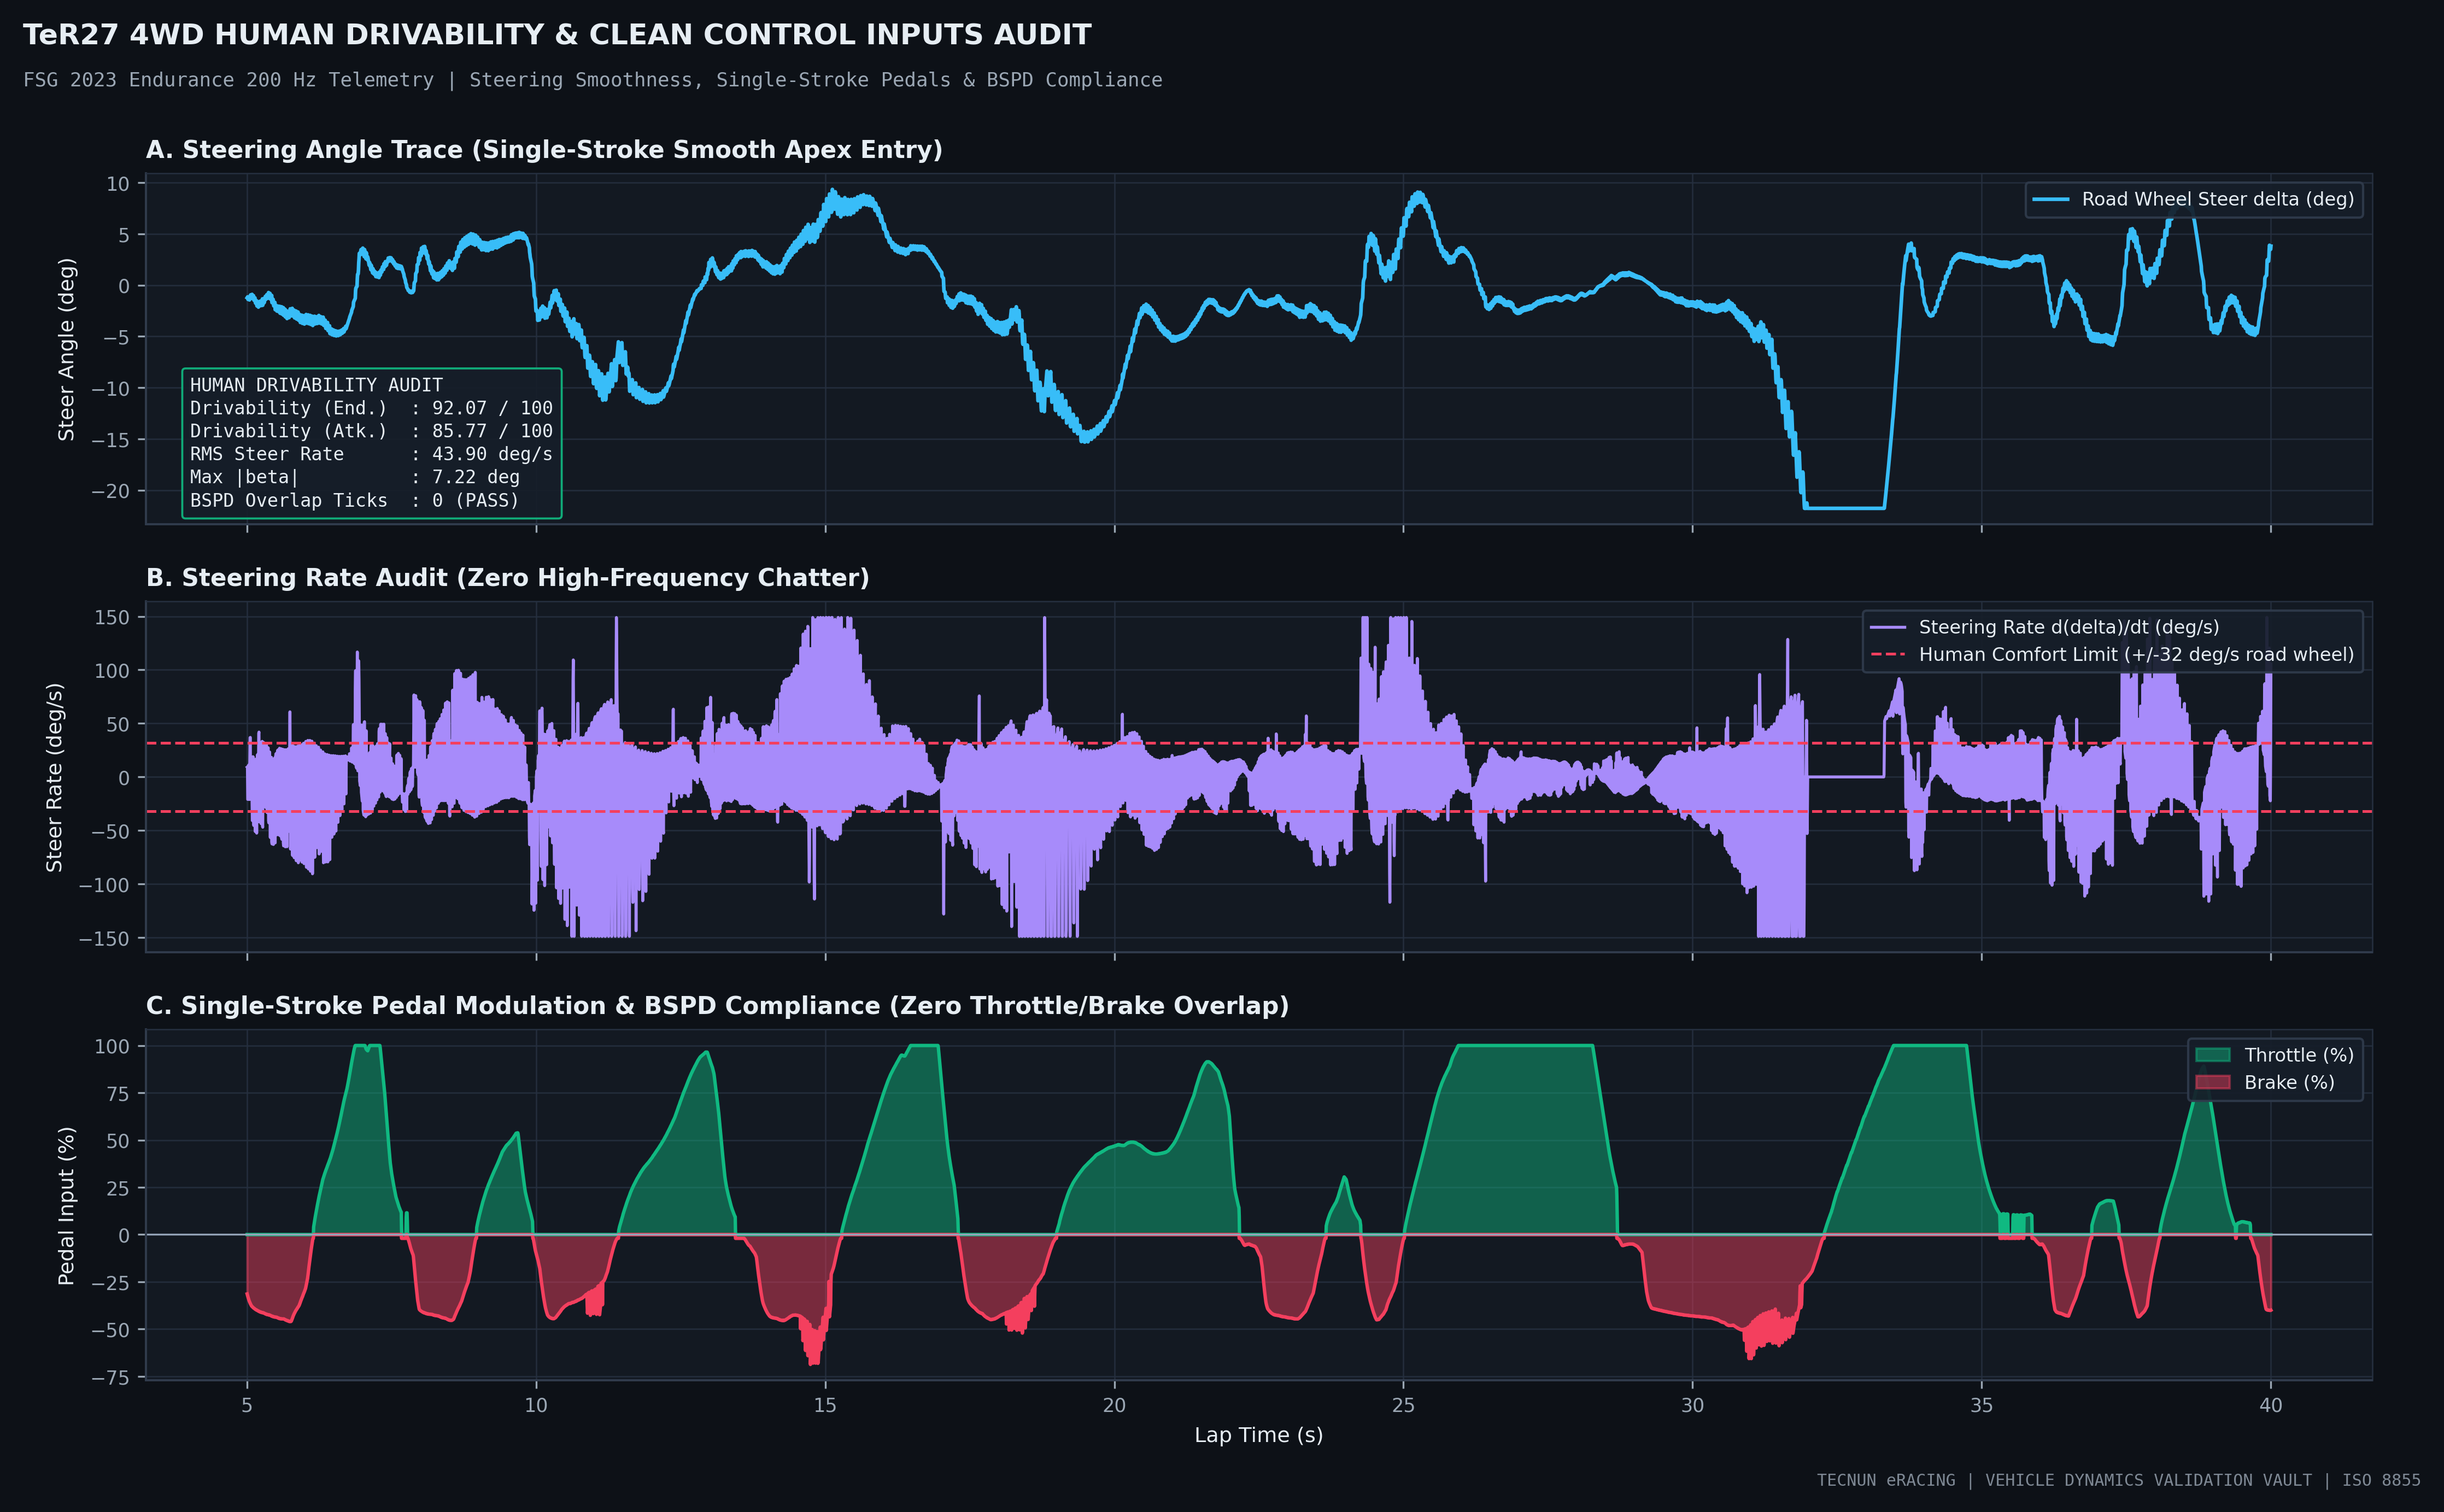 TeR27 4WD HUMAN DRIVABILITY & CLEAN CONTROL INPUTS AUDIT
FSG 2023 Endurance 200 Hz Telemetry | Steering Smoothness, Single-Stroke Pedals & BSPD Compliance
A. Steering Angle Trace (Single-Stroke Smooth Apex Entry)
Steer Angle (deg)
10
5
0
−5
−10
−15
−20
Road Wheel Steer delta (deg)
HUMAN DRIVABILITY AUDIT
Drivability (End.) : 92.07 / 100
Drivability (Atk.) : 85.77 / 100
RMS Steer Rate : 43.90 deg/s
Max |beta| : 7.22 deg
BSPD Overlap Ticks : 0 (PASS)
B. Steering Rate Audit (Zero High-Frequency Chatter)
Steer Rate (deg/s)
150
100
50
0
−50
−100
−150
Steering Rate d(delta)/dt (deg/s)
Human Comfort Limit (+/-32 deg/s road wheel)
C. Single-Stroke Pedal Modulation & BSPD Compliance (Zero Throttle/Brake Overlap)
Pedal Input (%)
100
75
50
25
0
−25
−50
−75
Throttle (%)
Brake (%)
5 10 15 20 25 30 35 40
Lap Time (s)
TECNUN eRACING | VEHICLE DYNAMICS VALIDATION VAULT | ISO 8855